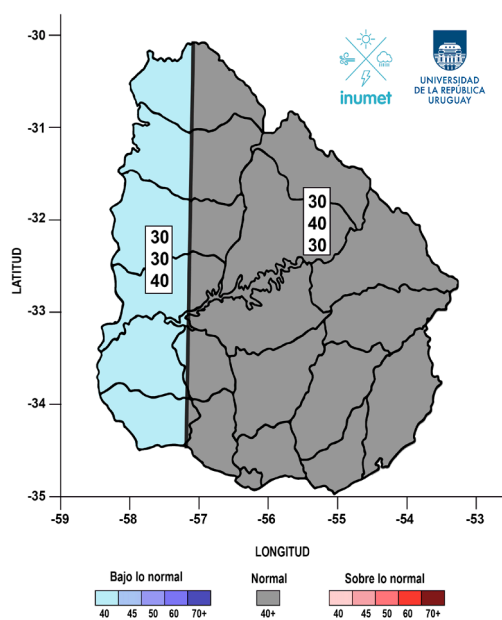 inumet
UNIVERSIDAD
DE LA REPÚBLICA
URUGUAY
-30
-31
-32
-33
-34
-35
LATITUD
30
40
30
30
30
40
-59
-58
-57
-56
-55
-54
-53
LONGITUD
Bajo lo normal
40 45 50 60 70+
Normal
40+
Sobre lo normal
40 45 50 60 70+